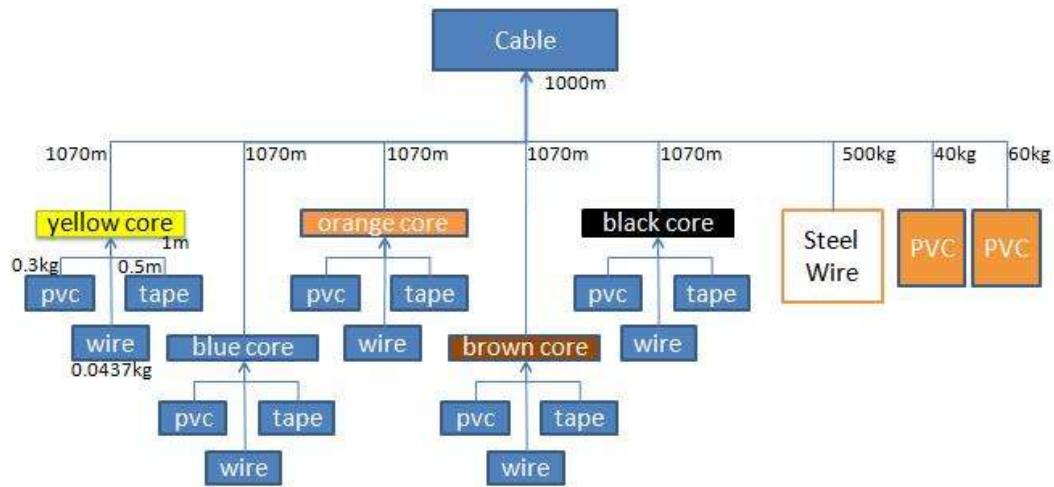 Cable
1000m
1070m
1070m
1070m
1070m
1070m
500kg
40kg
60kg
yellow core
orange core
black core
Steel
Wire
PVC
PVC
1m
0.3kg
0.5m
pvc
tape
pvc
tape
pvc
tape
wire
blue core
wire
brown core
wire
0.0437kg
pvc
tape
pvc
tape
wire
wire